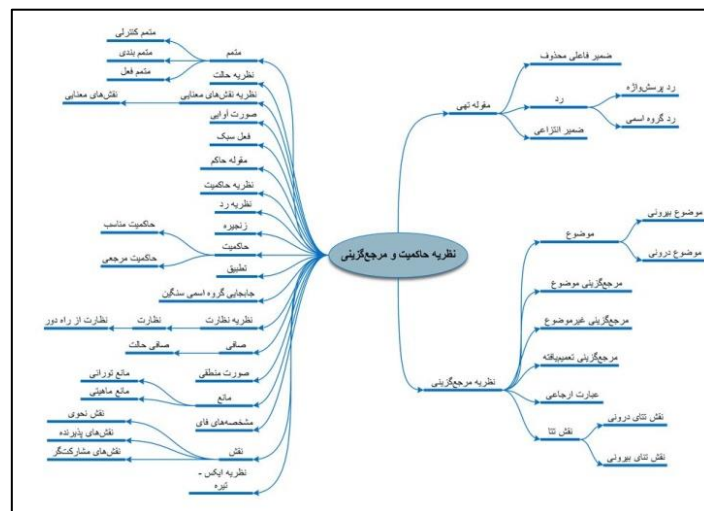 نظریه حاکمیت و مرجع‌گزینی
مقوله تهی
ضمیر فاعلی محذوف
رد
رد پرسش‌واژه
رد گروه اسمی
ضمیر انتزاعی
نظریه مرجع‌گزینی
موضوع
موضوع بیرونی
موضوع درونی
مرجع‌گزینی موضوع
مرجع‌گزینی غیرموضوع
مرجع‌گزینی تعمیم‌یافته
عبارت ارجاعی
نقش تتا
نقش تتای درونی
نقش تتای بیرونی
متمم
متمم کنترلی
متمم بندی
متمم فعل
نظریه حالت
نظریه نقش‌های معنایی
نقش‌های معنایی
صورت آوایی
فعل سبک
مقوله حاکم
نظریه حاکمیت
نظریه رد
زنجیره
حاکمیت
حاکمیت مناسب
حاکمیت مرجعی
تطبیق
جابجایی گروه اسمی سنگین
نظریه نظارت
نظارت
نظارت از راه دور
صافی
صافی حالت
صورت منطقی
مانع
مانع توراتی
مانع ماهیتی
مشخصه‌های فای
نقش
نقش نحوی
نقش‌های پذیرنده
نقش‌های مشارکت‌گر
نظریه ایکس -
تیره